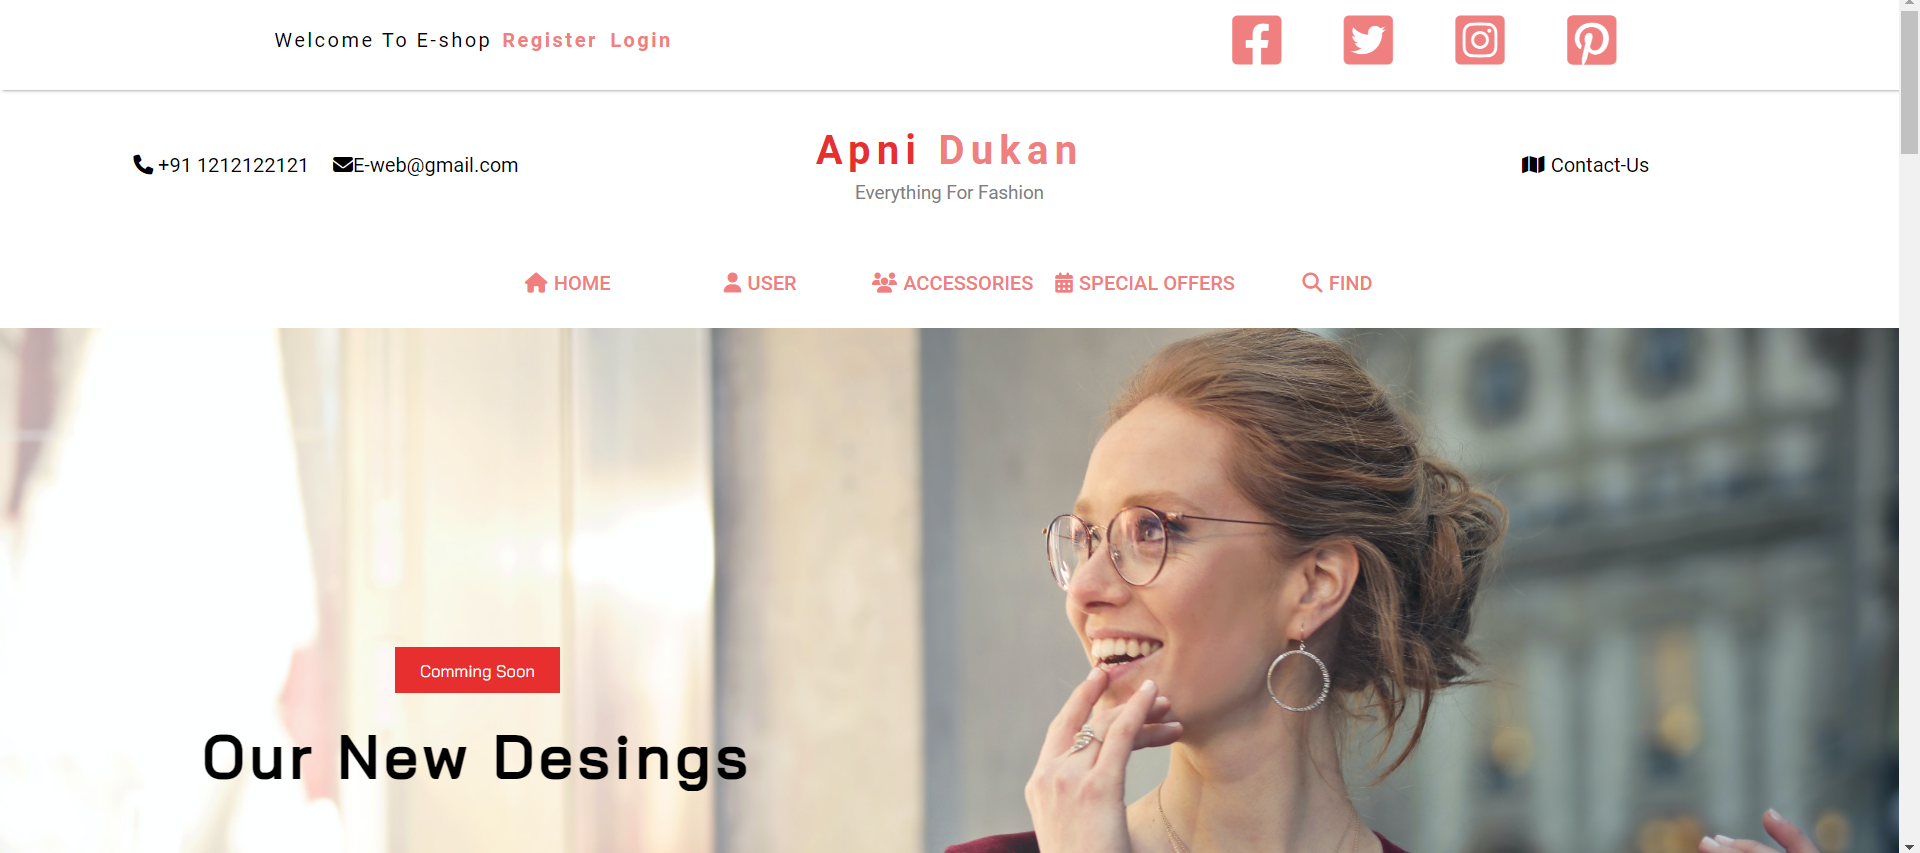 Welcome To E-shop Register Login
+91 1212122121 E-web@gmail.com
Apni Dukan
Everything For Fashion
Contact-Us
HOME USER ACCESSORIES SPECIAL OFFERS FIND
Comming Soon
Our New Desings